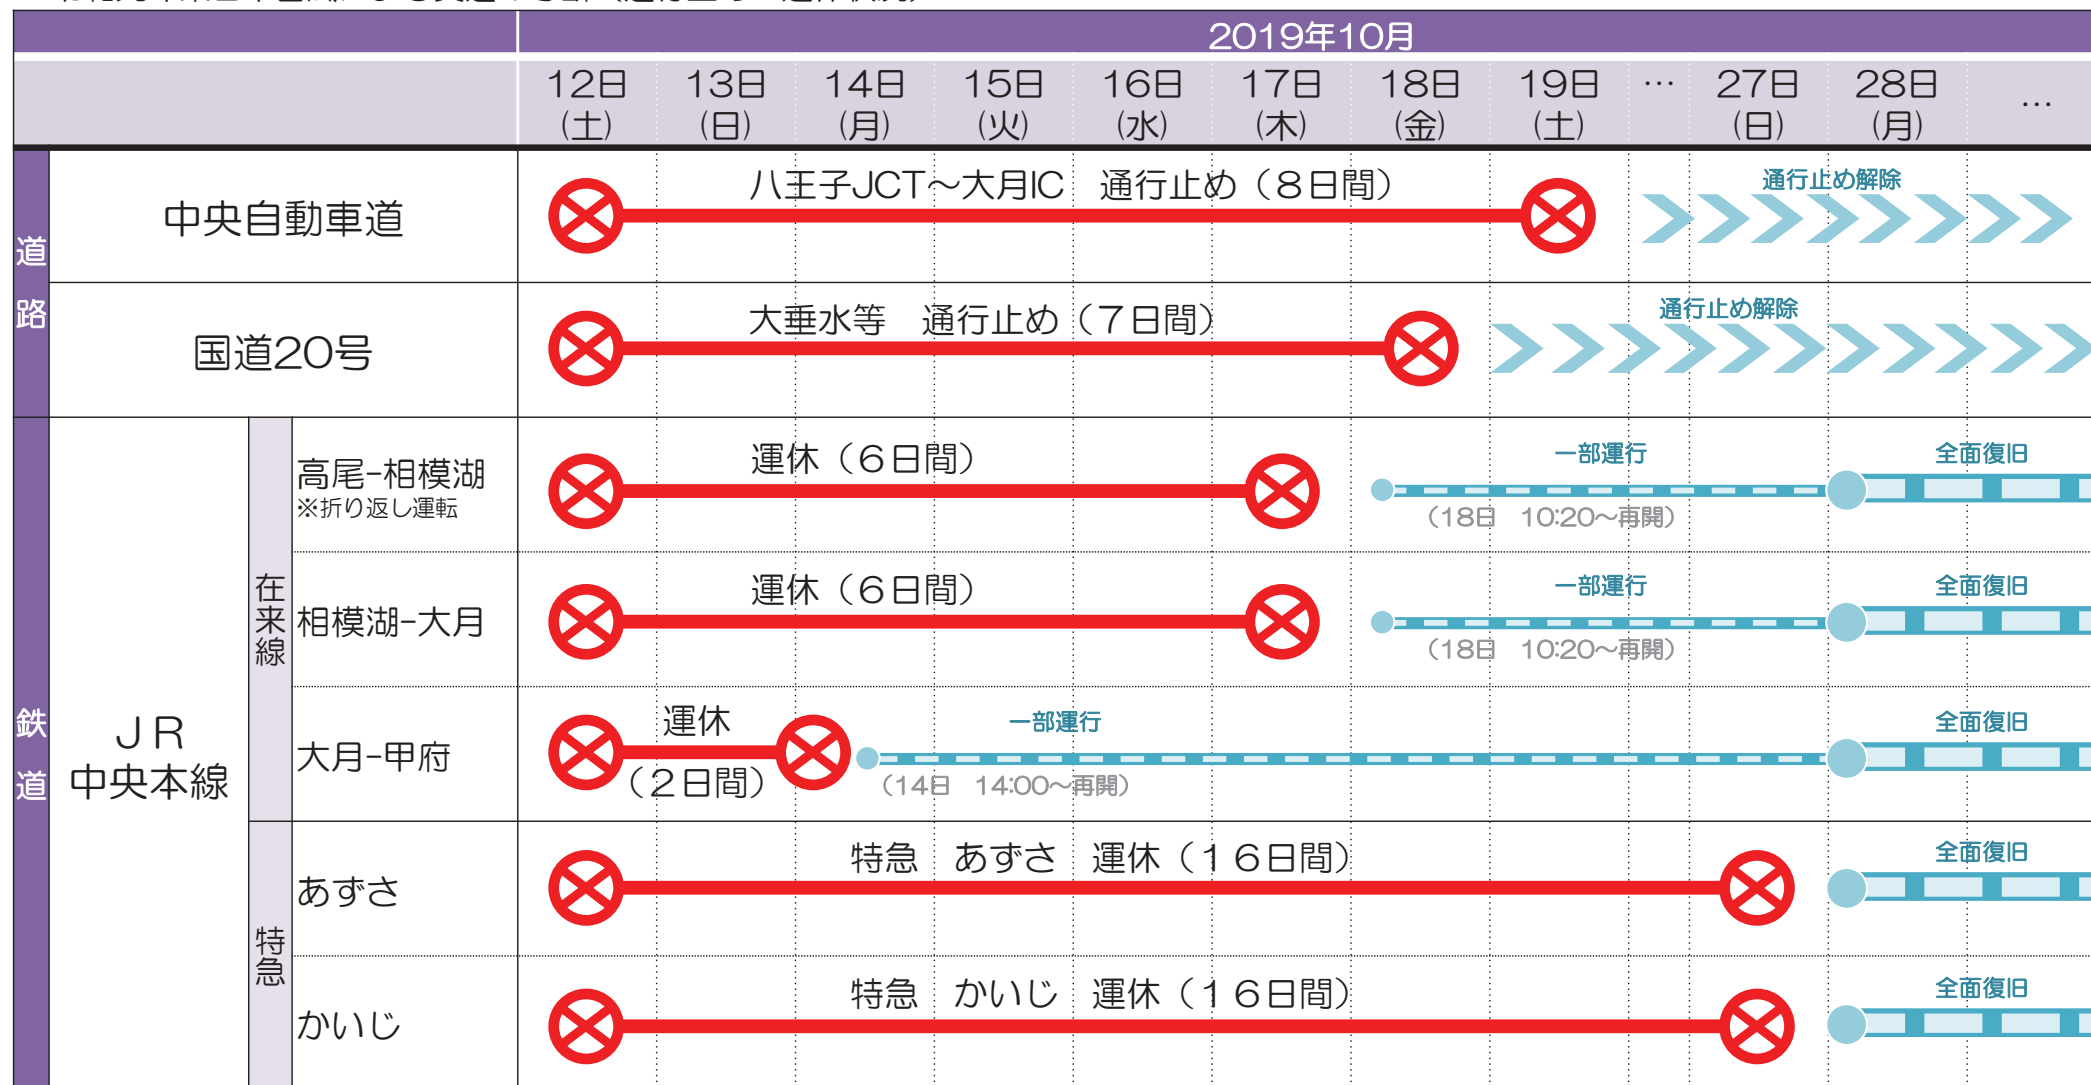 2019年10月
12日 13日 14日 15日 16日 17日 18日 19日 … 27日 28日 …
(土) (日) (月) (火) (水) (木) (金) (土) (日) (月)
道路
中央自動車道
八王子JCT～大月IC 通行止め（8日間）
通行止め解除
国道20号
大垂水等 通行止め（7日間）
通行止め解除
鉄道
JR
中央本線
在来線
高尾-相模湖
※折り返し運転
運休（6日間）
一部運行
（18日 10:20～再開）
全面復旧
相模湖-大月
運休（6日間）
一部運行
（18日 10:20～再開）
全面復旧
大月-甲府
運休
（2日間）
一部運行
（14日 14:00～再開）
全面復旧
特急
あずさ
特急 あずさ 運休（16日間）
全面復旧
かいじ
特急 かいじ 運休（16日間）
全面復旧